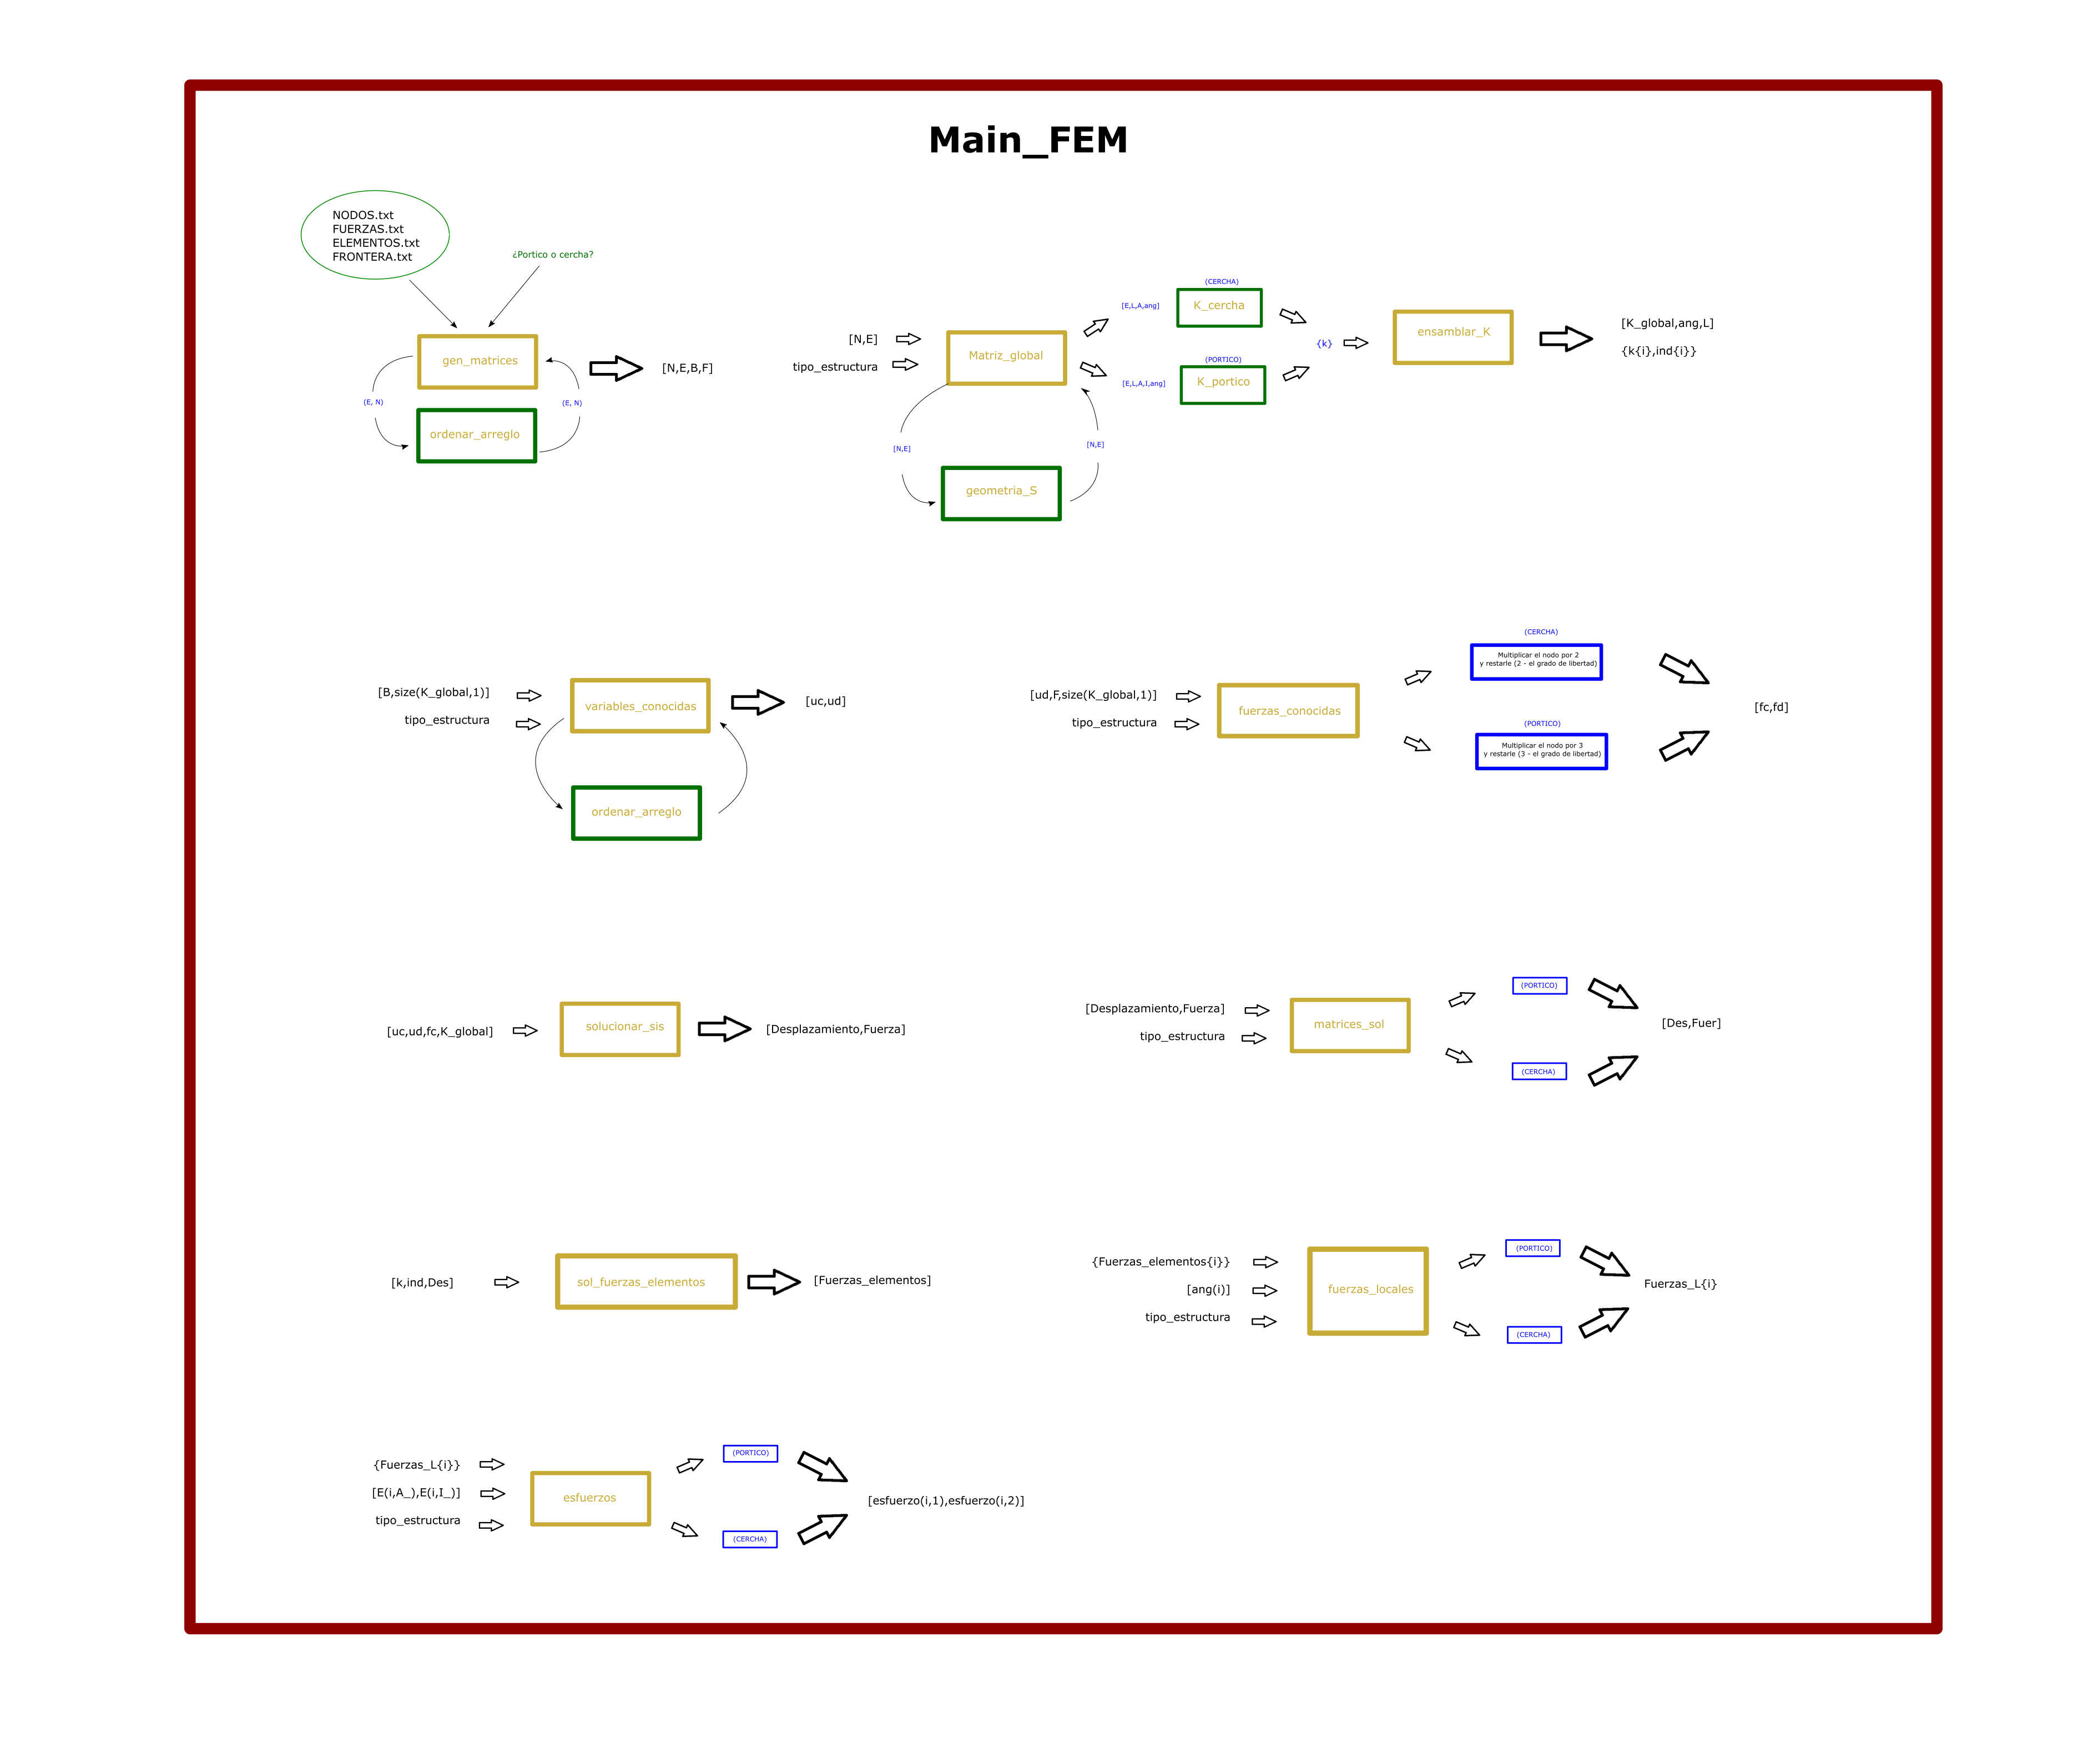 Main_FEM
NODOS.txt
FUERZAS.txt
ELEMENTOS.txt
FRONTERA.txt
¿Portico o cercha?
gen_matrices
(E, N)
(E, N)
ordenar_arreglo
[N,E,B,F]
[N,E]
tipo_estructura
Matriz_global
[N,E]
[N,E]
geometria_S
(CERCHA)
[E,L,A,ang]
K_cercha
(PORTICO)
[E,L,A,I,ang]
K_portico
{k}
ensamblar_K
[K_global,ang,L]
{k{i},ind{i}}
[B,size(K_global,1)]
tipo_estructura
variables_conocidas
[uc,ud]
ordenar_arreglo
[ud,F,size(K_global,1)]
tipo_estructura
fuerzas_conocidas
(CERCHA)
Multiplicar el nodo por 2
y restarle (2 - el grado de libertad)
(PORTICO)
Multiplicar el nodo por 3
y restarle (3 - el grado de libertad)
[fc,fd]
[uc,ud,fc,K_global]
solucionar_sis
[Desplazamiento,Fuerza]
[Desplazamiento,Fuerza]
tipo_estructura
matrices_sol
(PORTICO)
(CERCHA)
[Des,Fuer]
[k,ind,Des]
sol_fuerzas_elementos
[Fuerzas_elementos]
{Fuerzas_elementos{i}}
[ang(i)]
tipo_estructura
fuerzas_locales
(PORTICO)
(CERCHA)
Fuerzas_L{i}
{Fuerzas_L{i}}
[E(i,A_),E(i,I_)]
tipo_estructura
esfuerzos
(PORTICO)
(CERCHA)
[esfuerzo(i,1),esfuerzo(i,2)]